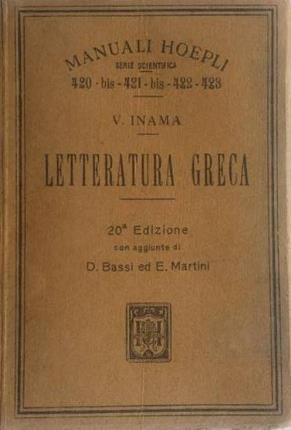 MANUALI HOEPLI
SERIE SCIENTIFICA
420 - bis - 421 - bis - 422 - 423
V. INAMA
LETTERATURA GRECA
20ª Edizione
con aggiunte di
D. Bassi ed E. Martini